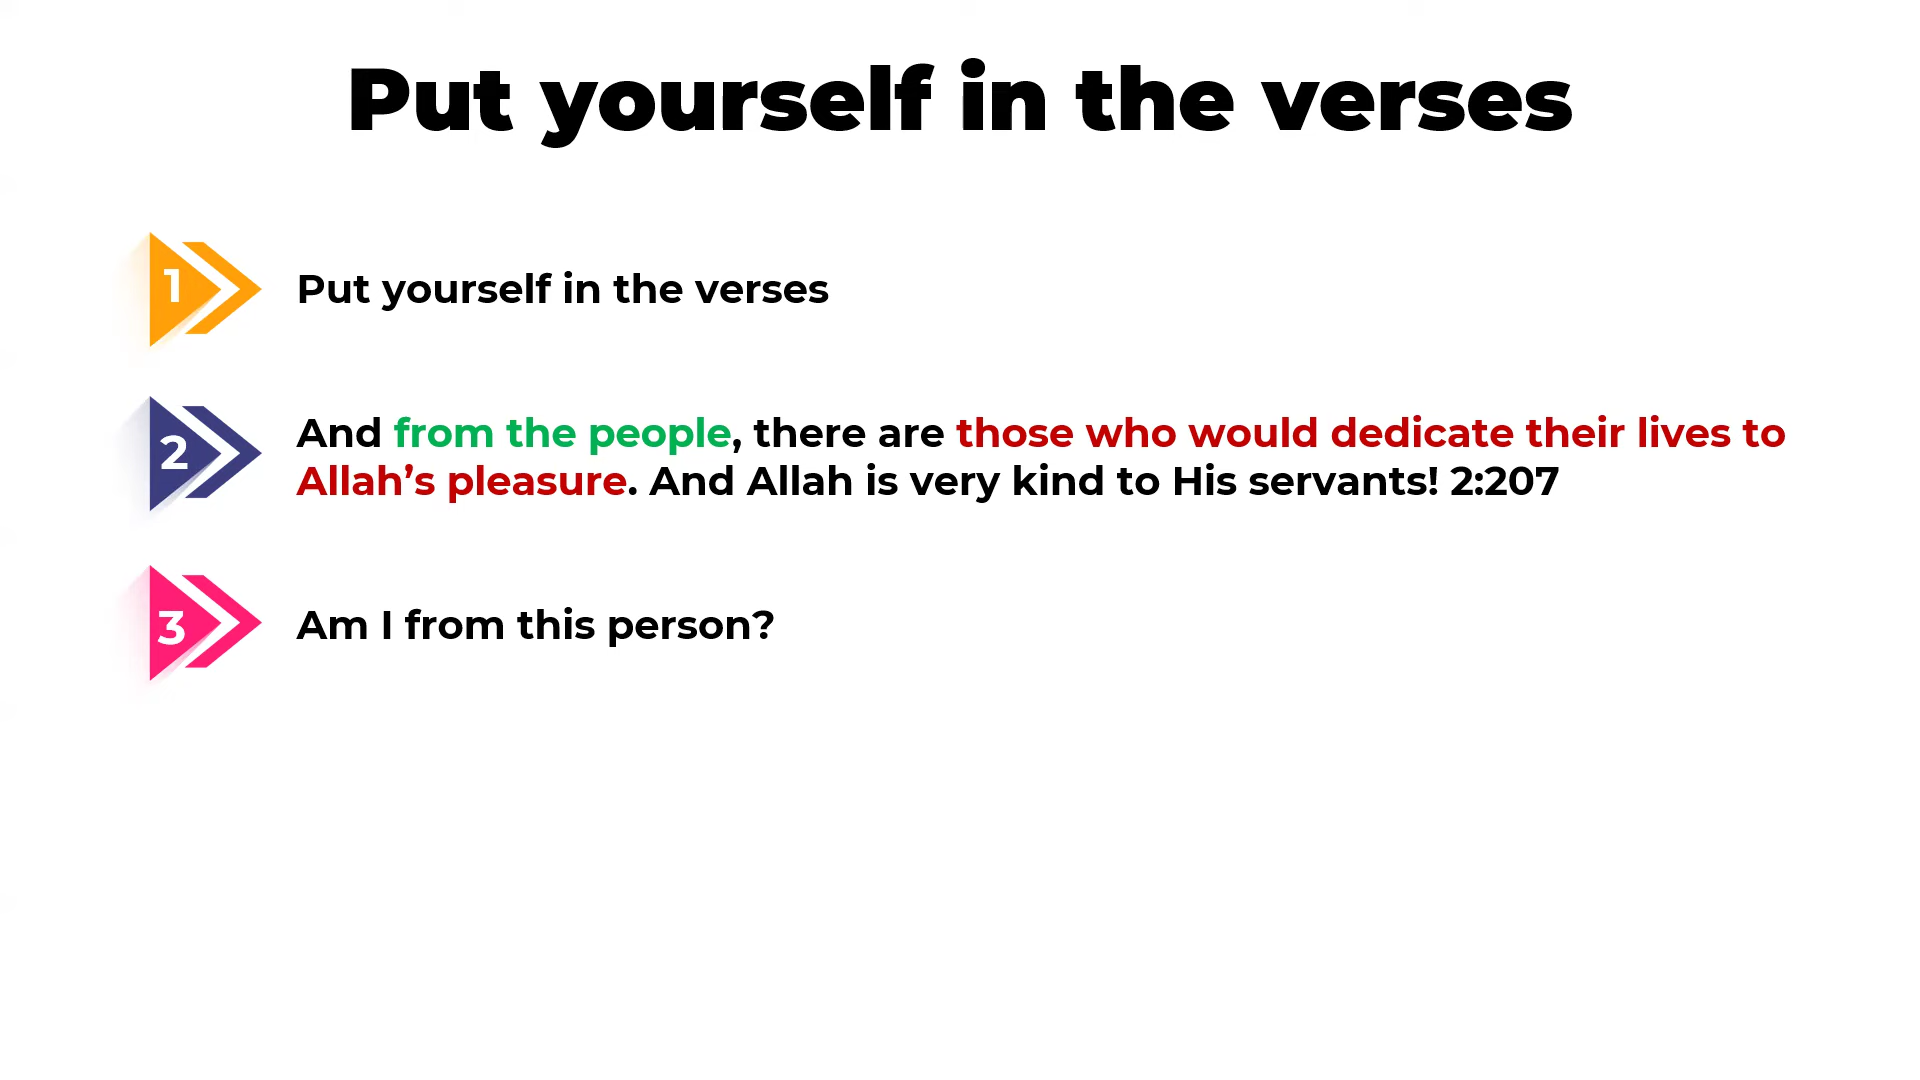 Put yourself in the verses
1
Put yourself in the verses
2
And from the people, there are those who would dedicate their lives to
Allah’s pleasure. And Allah is very kind to His servants! 2:207
3
Am I from this person?